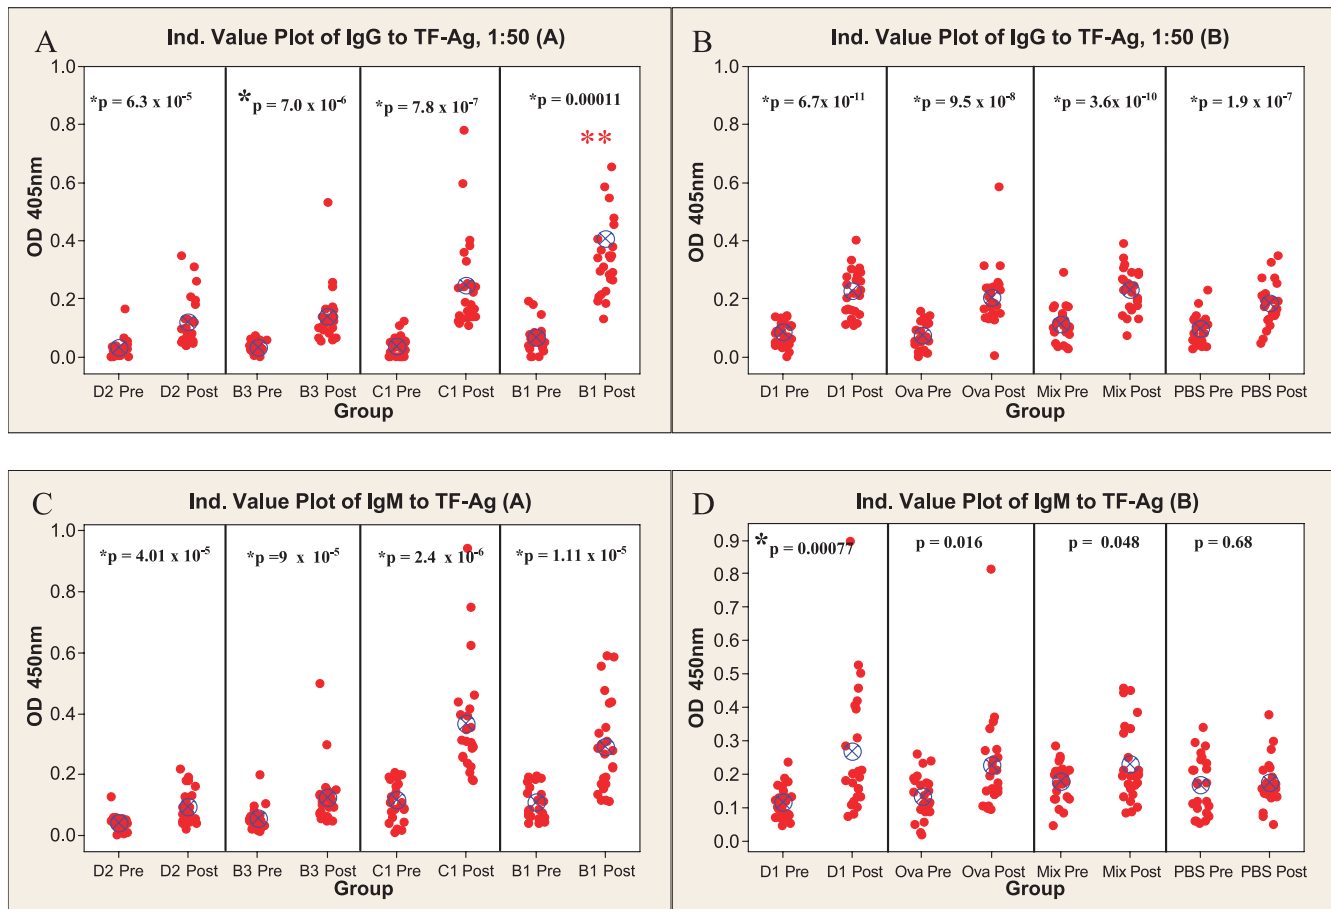 A Ind. Value Plot of IgG to TF-Ag, 1:50 (A)
*p = 6.3 x 10-5 *p = 7.0 x 10-6 *p = 7.8 x 10-7 *p = 0.00011
**
1.0
0.8
0.6
0.4
0.2
0.0
OD 405nm
D2 Pre D2 Post B3 Pre B3 Post C1 Pre C1 Post B1 Pre B1 Post
Group
B Ind. Value Plot of IgG to TF-Ag, 1:50 (B)
*p = 6.7x 10-11 *p = 9.5 x 10-8 *p = 3.6x 10-10 *p = 1.9 x 10-7
1.0
0.8
0.6
0.4
0.2
0.0
OD 405nm
D1 Pre D1 Post Ova Pre Ova Post Mix Pre Mix Post PBS Pre PBS Post
Group
C Ind. Value Plot of IgM to TF-Ag (A)
*p = 4.01 x 10-5 *p =9 x 10-5 *p = 2.4 x 10-6 *p = 1.11 x 10-5
1.0
0.8
0.6
0.4
0.2
0.0
OD 450nm
D2 Pre D2 Post B3 Pre B3 Post C1 Pre C1 Post B1 Pre B1 Post
Group
D Ind. Value Plot of IgM to TF-Ag (B)
*p = 0.00077 p = 0.016 p = 0.048 p = 0.68
0.9
0.8
0.7
0.6
0.5
0.4
0.3
0.2
0.1
0.0
OD 450nm
D1 Pre D1 Post Ova Pre Ova Post Mix Pre Mix Post PBS Pre PBS Post
Group